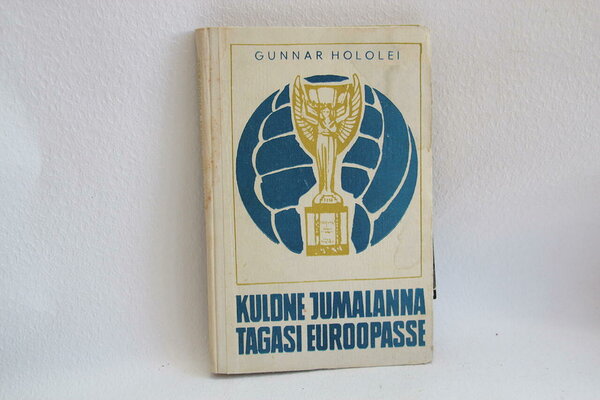 GUNNAR HOLOLEI
KULDNE JUMALANNA
TAGASI EUROOPASSE